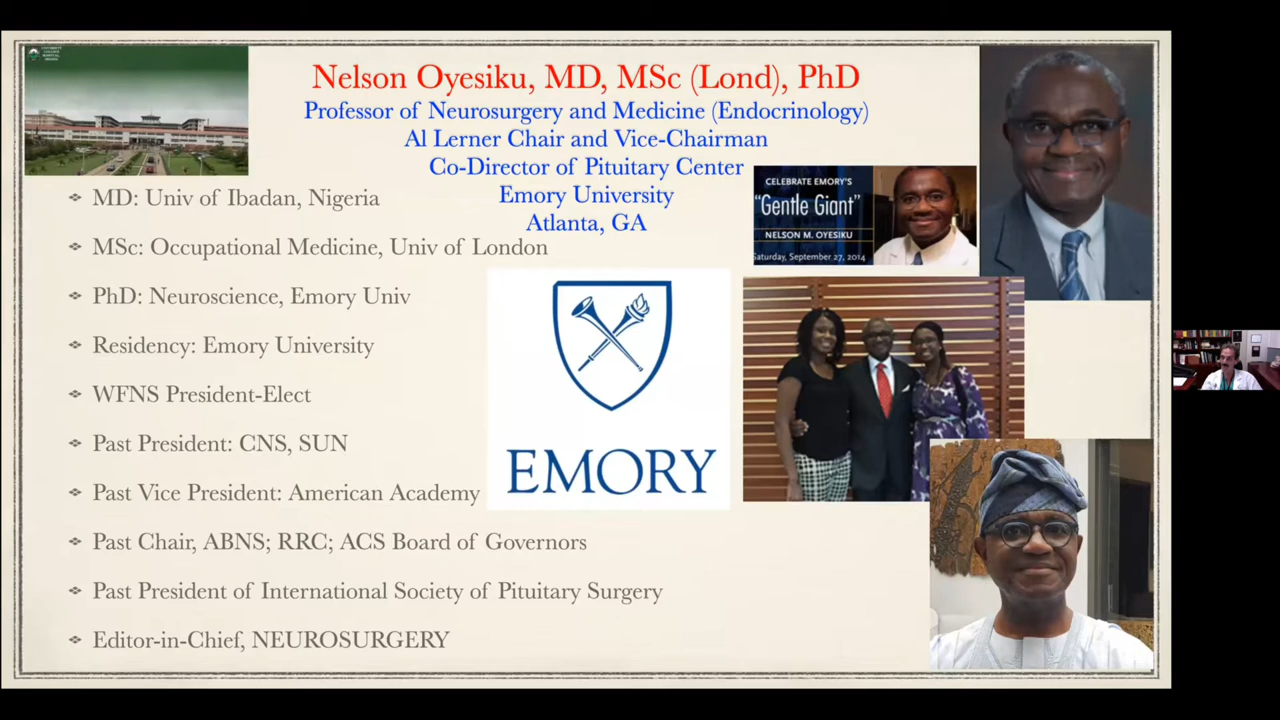 UNIVERSITY
COLLEGE
HOSPITAL
IBADAN
Nelson Oyesiku, MD, MSc (Lond), PhD
Professor of Neurosurgery and Medicine (Endocrinology)
Al Lerner Chair and Vice-Chairman
Co-Director of Pituitary Center
Emory University
Atlanta, GA
MD: Univ of Ibadan, Nigeria
MSc: Occupational Medicine, Univ of London
PhD: Neuroscience, Emory Univ
Residency: Emory University
WFNS President-Elect
Past President: CNS, SUN
Past Vice President: American Academy
Past Chair, ABNS; RRC; ACS Board of Governors
Past President of International Society of Pituitary Surgery
Editor-in-Chief, NEUROSURGERY
CELEBRATE EMORY'S
"Gentle Giant"
NELSON M. OYESIKU
Saturday, September 27, 2014
EMORY